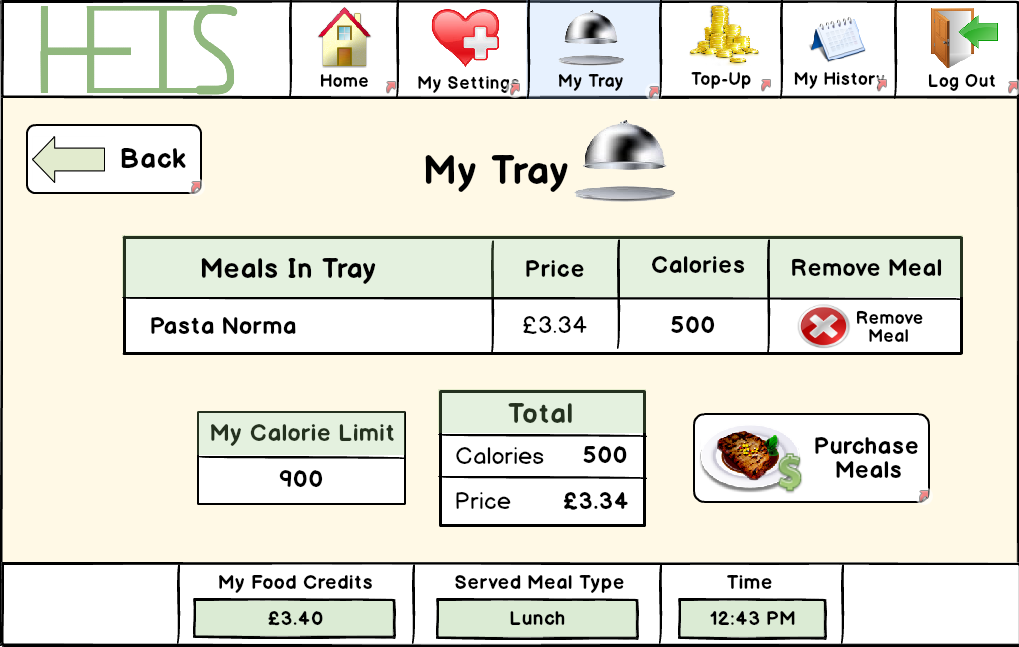 HETS
Home
My Settings
My Tray
Top-Up
My History
Log Out
Back
My Tray
Meals In Tray Price Calories Remove Meal
Pasta Norma £3.34 500 Remove
Meal
My Calorie Limit
900
Total
Calories 500
Price £3.34
Purchase
Meals
$
My Food Credits
£3.40
Served Meal Type
Lunch
Time
12:43 PM